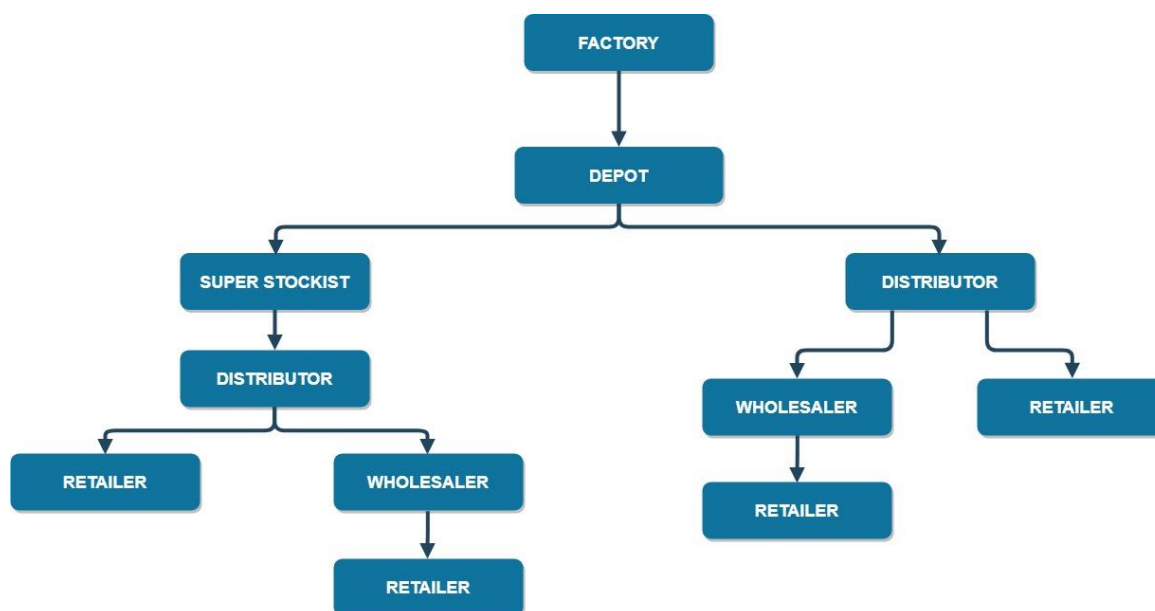 FACTORY
DEPOT
SUPER STOCKIST
DISTRIBUTOR
DISTRIBUTOR
WHOLESALER
RETAILER
RETAILER
WHOLESALER
RETAILER
RETAILER